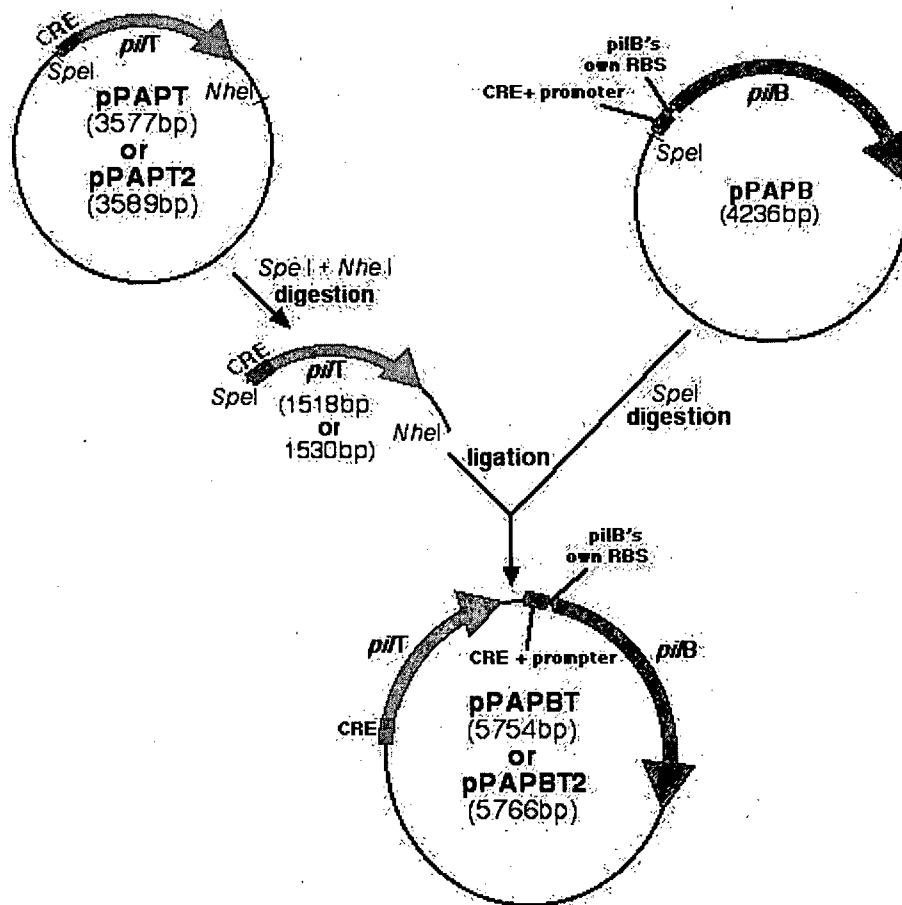 CRE
pilT
SpeI
NheI
pPAPT
(3577bp)
or
pPAPT2
(3589bp)
pilB's
own RBS
CRE+ promoter
pilB
SpeI
pPAPB
(4236bp)
SpeI + NheI
digestion
CRE
SpeI
pilT
(1518bp
or
1530bp)
NheI
SpeI
digestion
ligation
pilB's
own RBS
pilT
CRE + prompter
pilB
CRE
pPAPBT
(5754bp)
or
pPAPBT2
(5766bp)